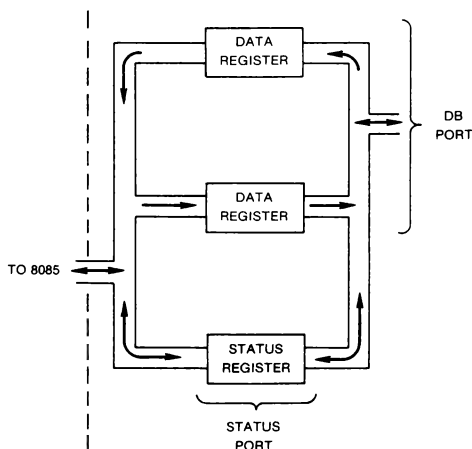 DATA
REGISTER
DB
PORT
DATA
REGISTER
TO 8085
STATUS
REGISTER
STATUS
PORT